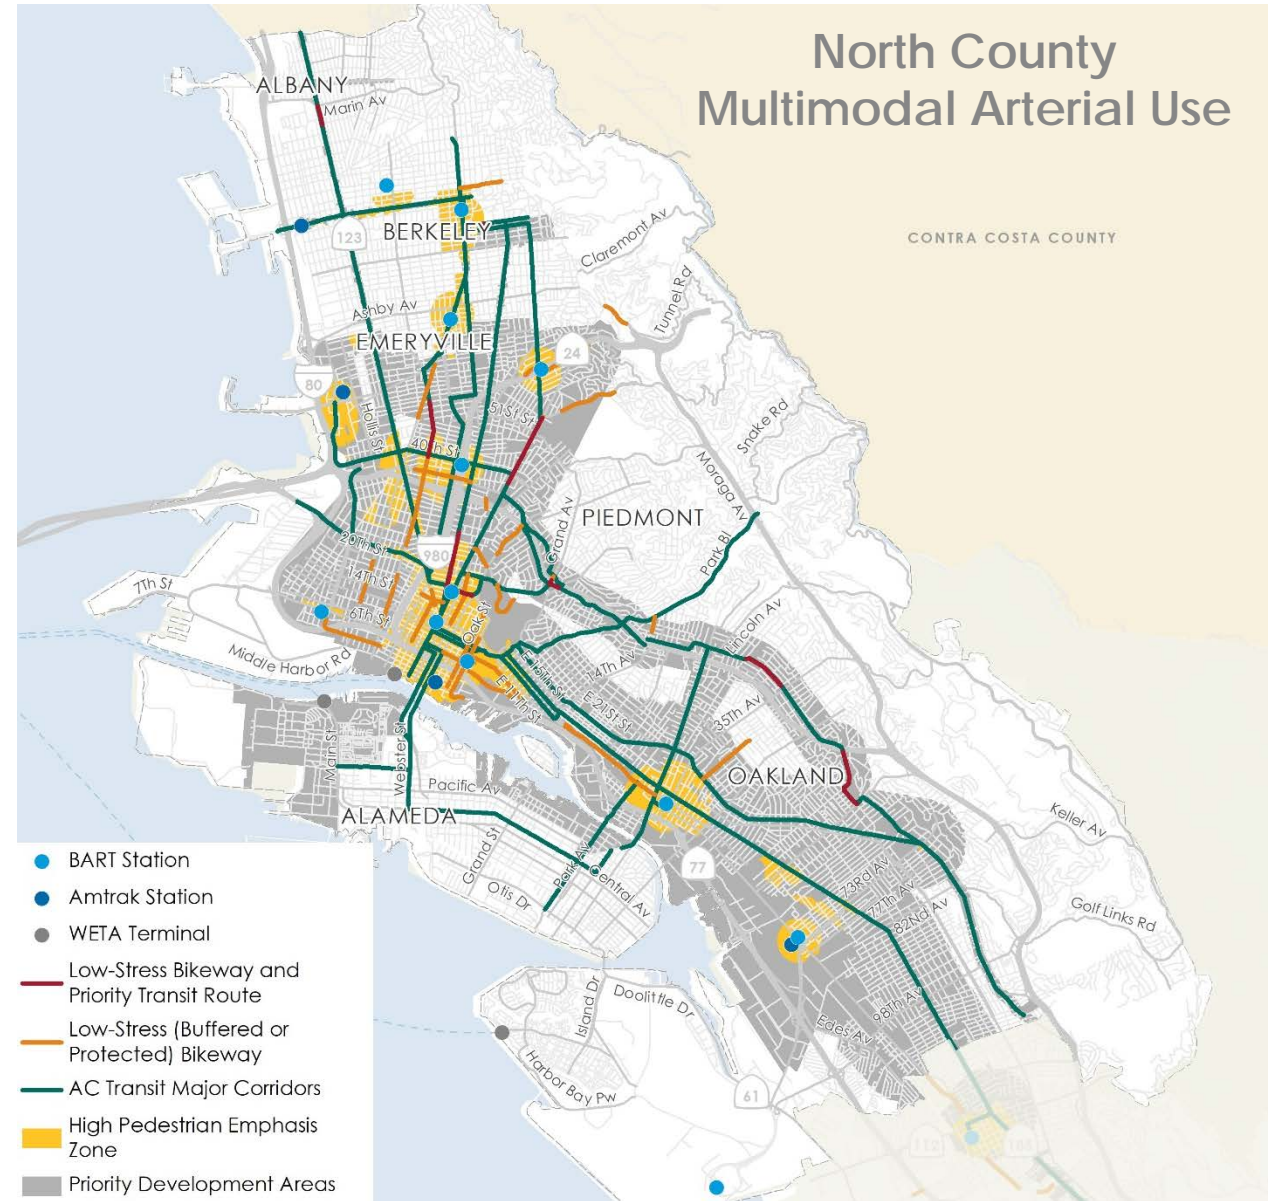 North County
Multimodal Arterial Use
ALBANY
Marin Av
BERKELEY
123
Claremont Av
CONTRA COSTA COUNTY
Tunnel Rd
Ashby Av
EMERYVILLE
24
80
Hollis St
51St St
40th St
Snake Rd
Moraga Av
Grand Av
PIEDMONT
Park Bl
20Th St
980
14Th St
7Th St
6Th St
Oak St
Lincoln Av
Middle Harbor Rd
E 15Th St
14Th Av
E 11Th St
E 21St St
35Th Av
Main St
Webster St
Pacific Av
OAKLAND
ALAMEDA
Keller Av
Grand St
Park Av
Central Av
77
73Rd Av
77Th Av
82Nd Av
Otis Dr
Golf Links Rd
Island Dr
Doolittle Dr
98Th Av
Edes Av
Harbor Bay Pw
61
112
185
BART Station
Amtrak Station
WETA Terminal
Low-Stress Bikeway and
Priority Transit Route
Low-Stress (Buffered or
Protected) Bikeway
AC Transit Major Corridors
High Pedestrian Emphasis
Zone
Priority Development Areas